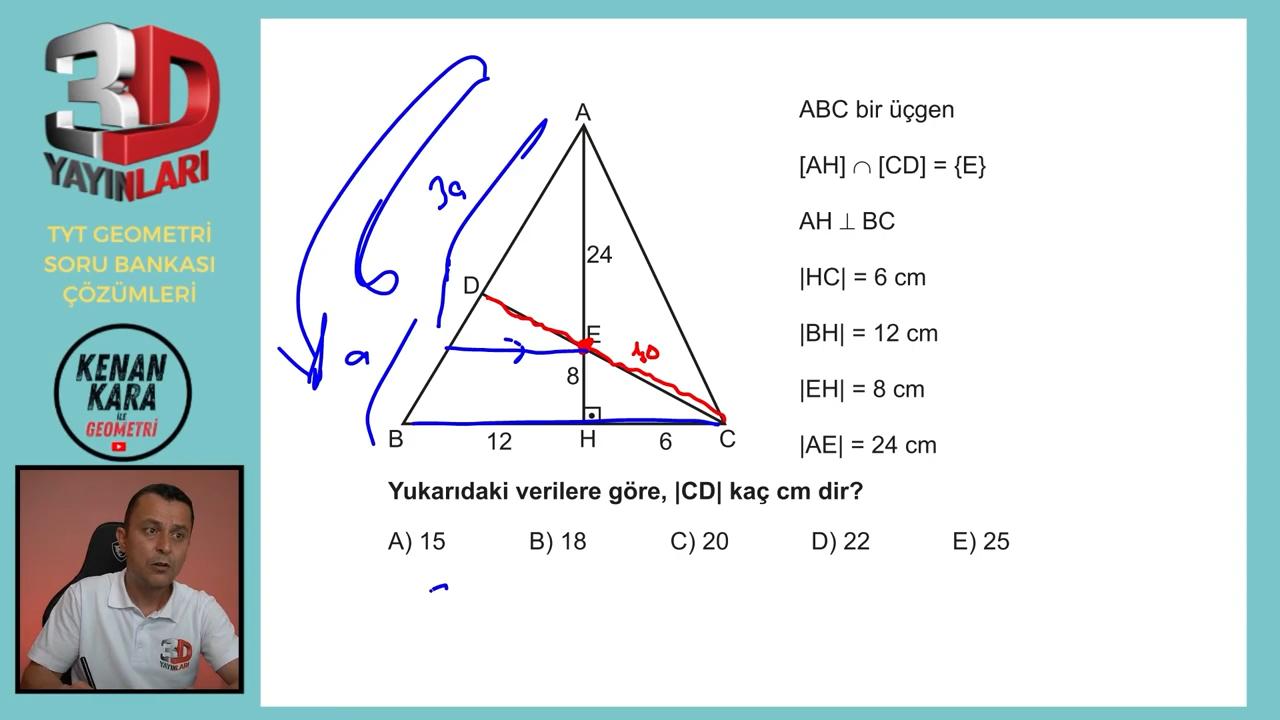 3D
YAYINLARI
TYT GEOMETRİ
SORU BANKASI
ÇÖZÜMLERİ
KENAN
KARA
İLE
GEOMETRİ
3D
YAYINLARI
3a
a
10
A
24
D
E
8
B
12
H
6
C
ABC bir üçgen
[AH] ∩ [CD] = {E}
AH ⊥ BC
|HC| = 6 cm
|BH| = 12 cm
|EH| = 8 cm
|AE| = 24 cm
Yukarıdaki verilere göre, |CD| kaç cm dir?
A) 15 B) 18 C) 20 D) 22 E) 25